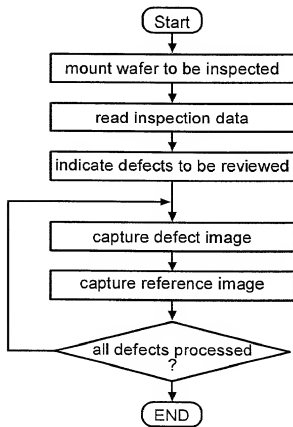 Start
mount wafer to be inspected
read inspection data
indicate defects to be reviewed
capture defect image
capture reference image
all defects processed
?
END